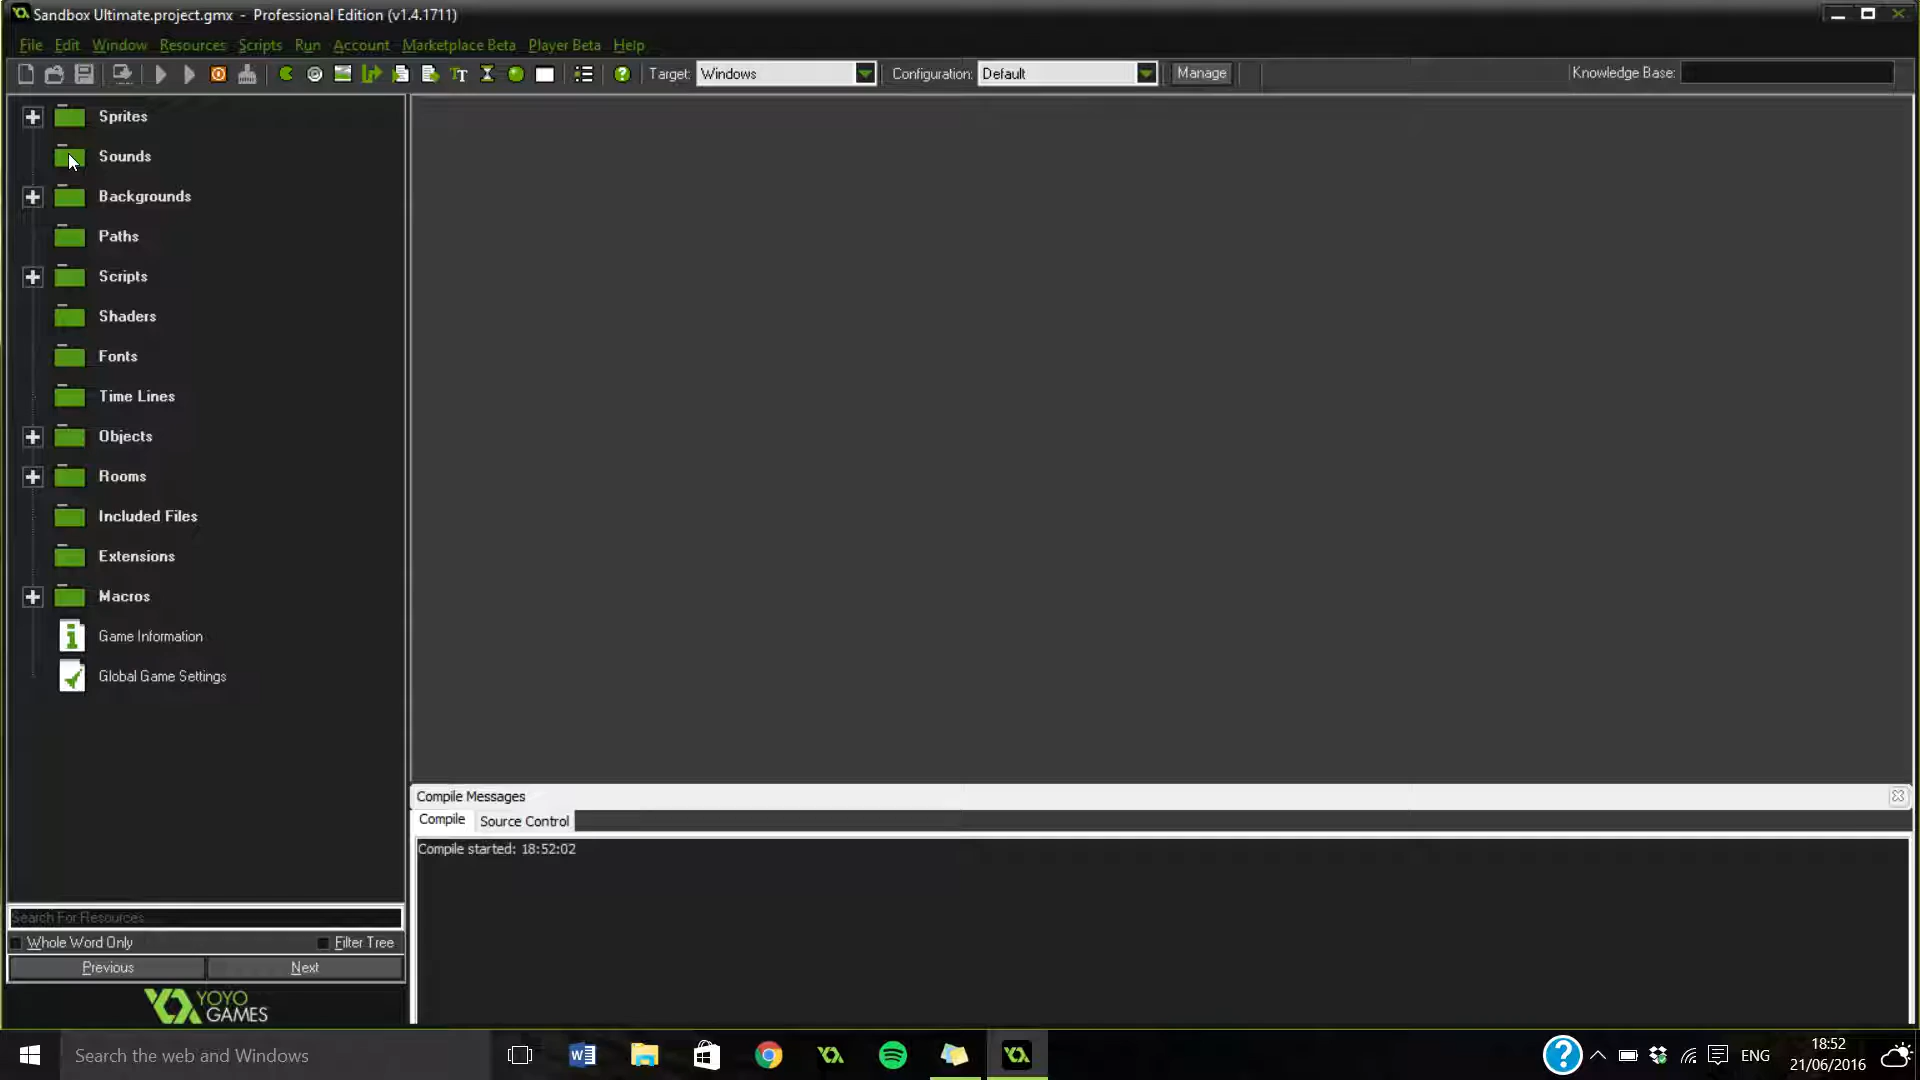 Sandbox Ultimate.project.gmx - Professional Edition (v1.4.1711)
File Edit Window Resources Scripts Run Account Marketplace Beta Player Beta Help
Target: Windows Configuration: Default Manage Knowledge Base:
Sprites
Sounds
Backgrounds
Paths
Scripts
Shaders
Fonts
Time Lines
Objects
Rooms
Included Files
Extensions
Macros
Game Information
Global Game Settings
Compile Messages
Compile Source Control
Compile started: 18:52:02
Search For Resources
Whole Word Only Filter Tree
Previous Next
YOYO
GAMES
Search the web and Windows
ENG
18:52
21/06/2016